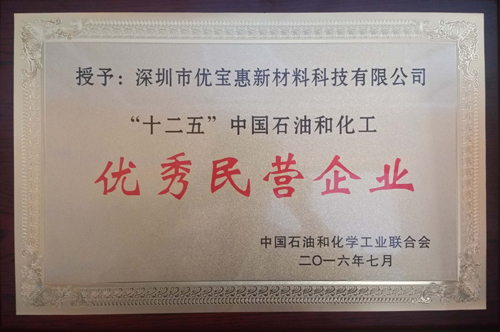 授予：深圳市优宝惠新材料科技有限公司
“十二五”中国石油和化工
优秀民营企业
中国石油和化学工业联合会
二〇一六年七月